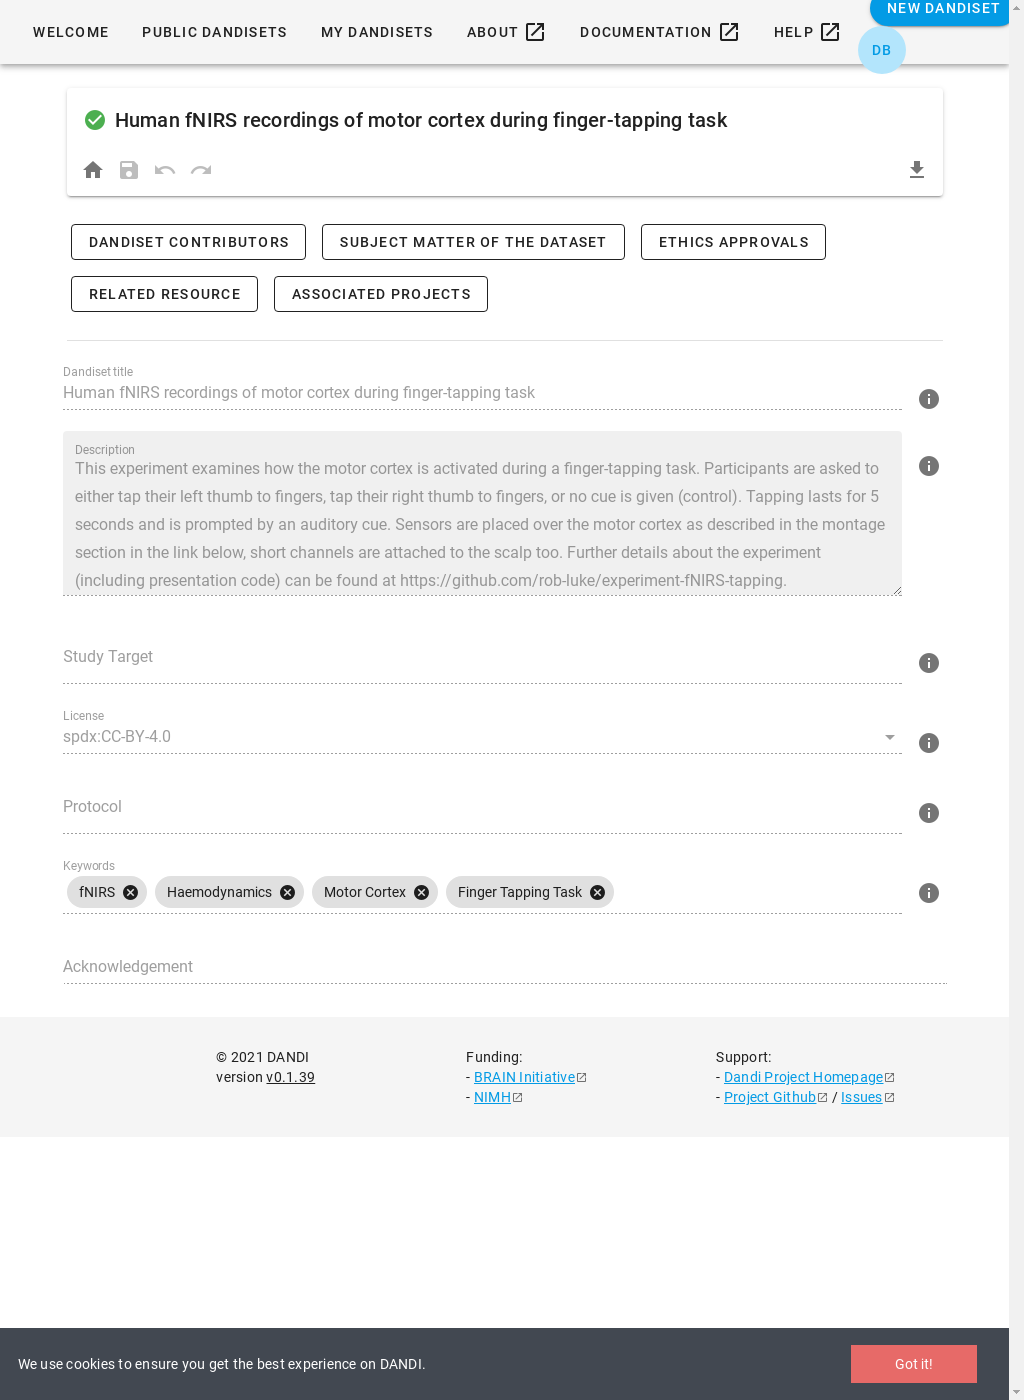 WELCOME PUBLIC DANDISETS MY DANDISETS ABOUT DOCUMENTATION HELP NEW DANDISET
DB
Human fNIRS recordings of motor cortex during finger-tapping task
DANDISET CONTRIBUTORS SUBJECT MATTER OF THE DATASET ETHICS APPROVALS
RELATED RESOURCE ASSOCIATED PROJECTS
Dandiset title
Human fNIRS recordings of motor cortex during finger-tapping task
Description
This experiment examines how the motor cortex is activated during a finger-tapping task. Participants are asked to
either tap their left thumb to fingers, tap their right thumb to fingers, or no cue is given (control). Tapping lasts for 5
seconds and is prompted by an auditory cue. Sensors are placed over the motor cortex as described in the montage
section in the link below, short channels are attached to the scalp too. Further details about the experiment
(including presentation code) can be found at https://github.com/rob-luke/experiment-fNIRS-tapping.
Study Target
License
spdx:CC-BY-4.0
Protocol
Keywords
fNIRS Haemodynamics Motor Cortex Finger Tapping Task
Acknowledgement
© 2021 DANDI
version v0.1.39
Funding:
- BRAIN Initiative
- NIMH
Support:
- Dandi Project Homepage
- Project Github / Issues
We use cookies to ensure you get the best experience on DANDI.
Got it!